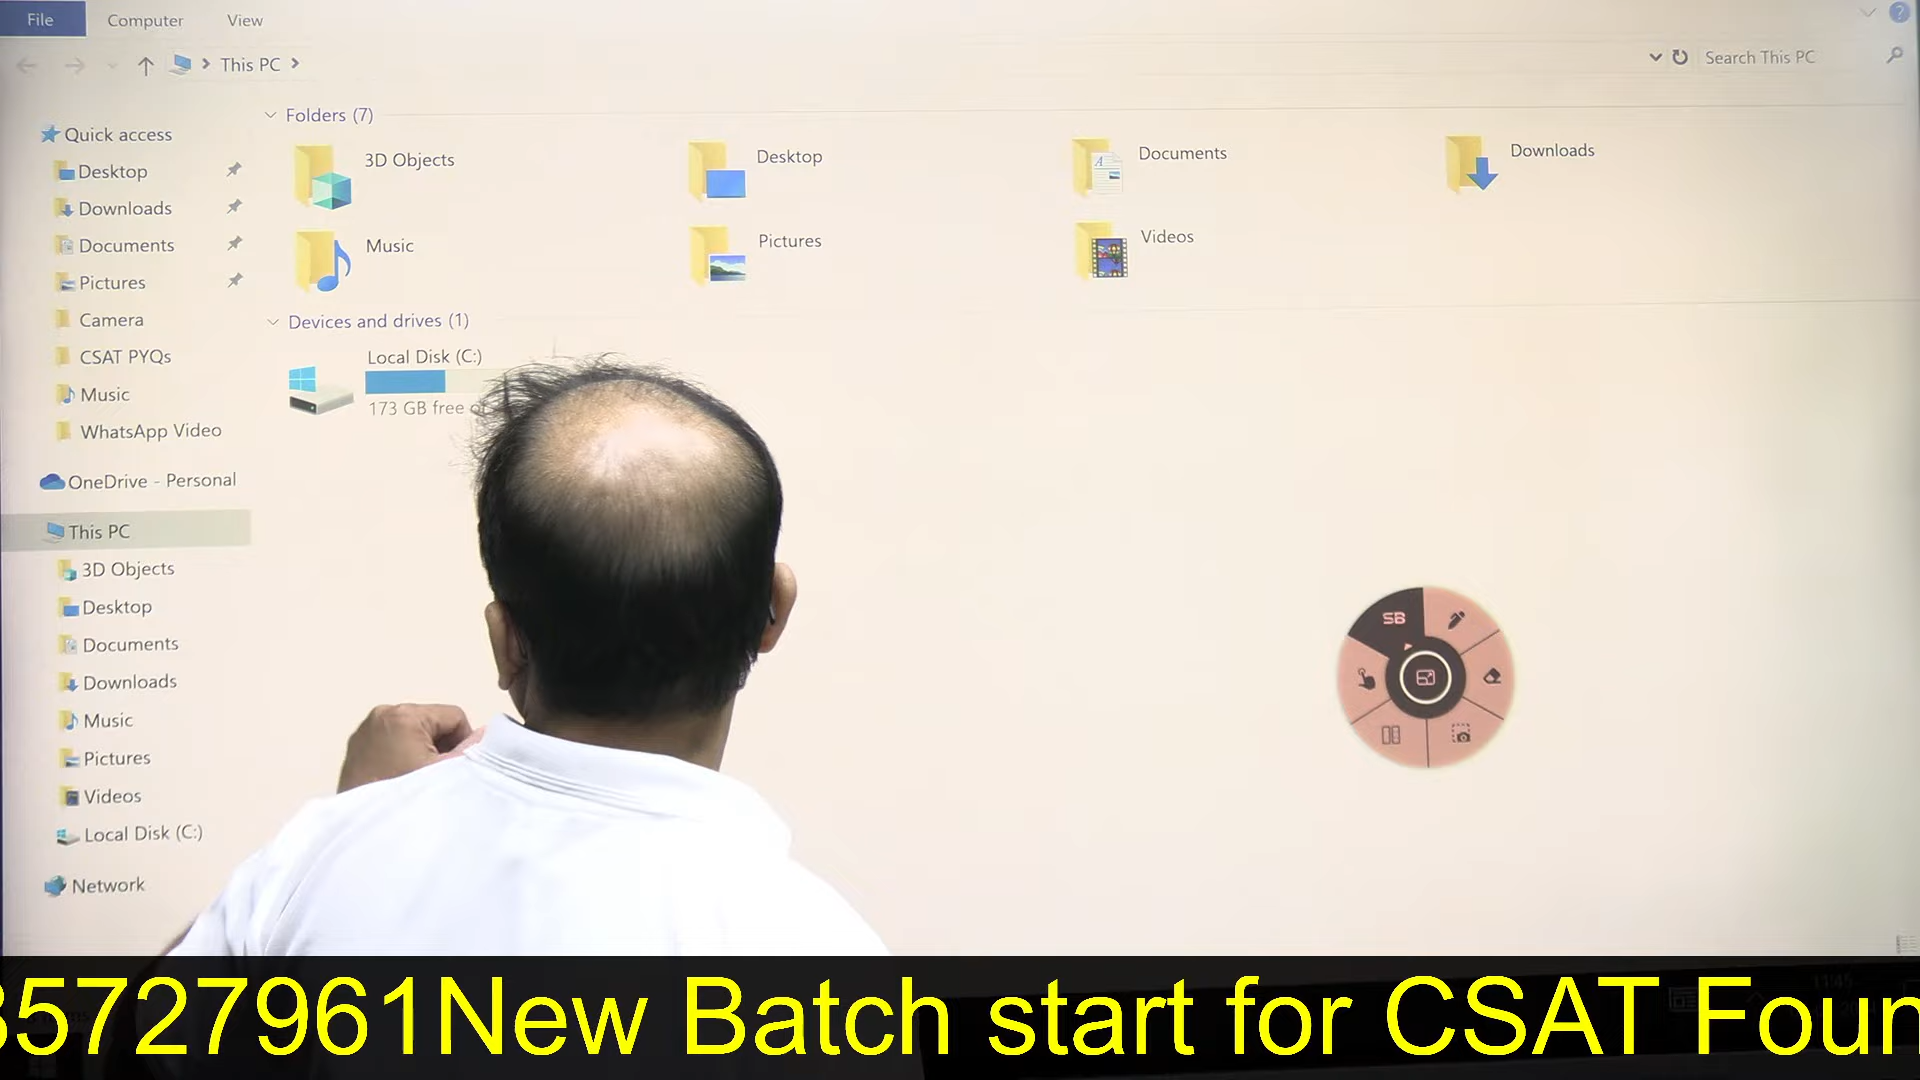 File Computer View
This PC
Search This PC
Folders (7)
3D Objects
Desktop
Documents
Downloads
Music
Pictures
Videos
Devices and drives (1)
Local Disk (C:)
173 GB free
Quick access
Desktop
Downloads
Documents
Pictures
Camera
CSAT PYQs
Music
WhatsApp Video
OneDrive - Personal
This PC
3D Objects
Desktop
Documents
Downloads
Music
Pictures
Videos
Local Disk (C:)
Network
SB
11:45
5727961New Batch start for CSAT Foun